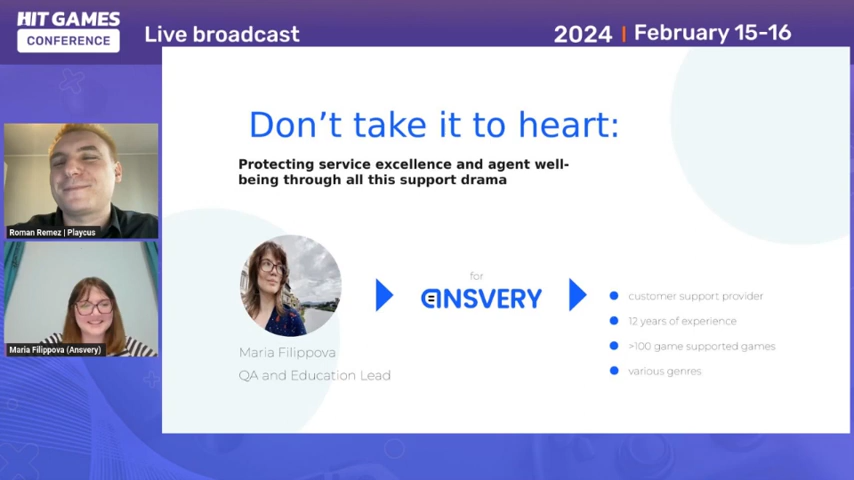 HIT GAMES
CONFERENCE
Live broadcast
2024 | February 15-16
Don't take it to heart:
Protecting service excellence and agent well-
being through all this support drama
Roman Remez | Playcus
Maria Filippova (Ansvery)
Maria Filippova
QA and Education Lead
for
ANSVERY
customer support provider
12 years of experience
>100 game supported games
various genres